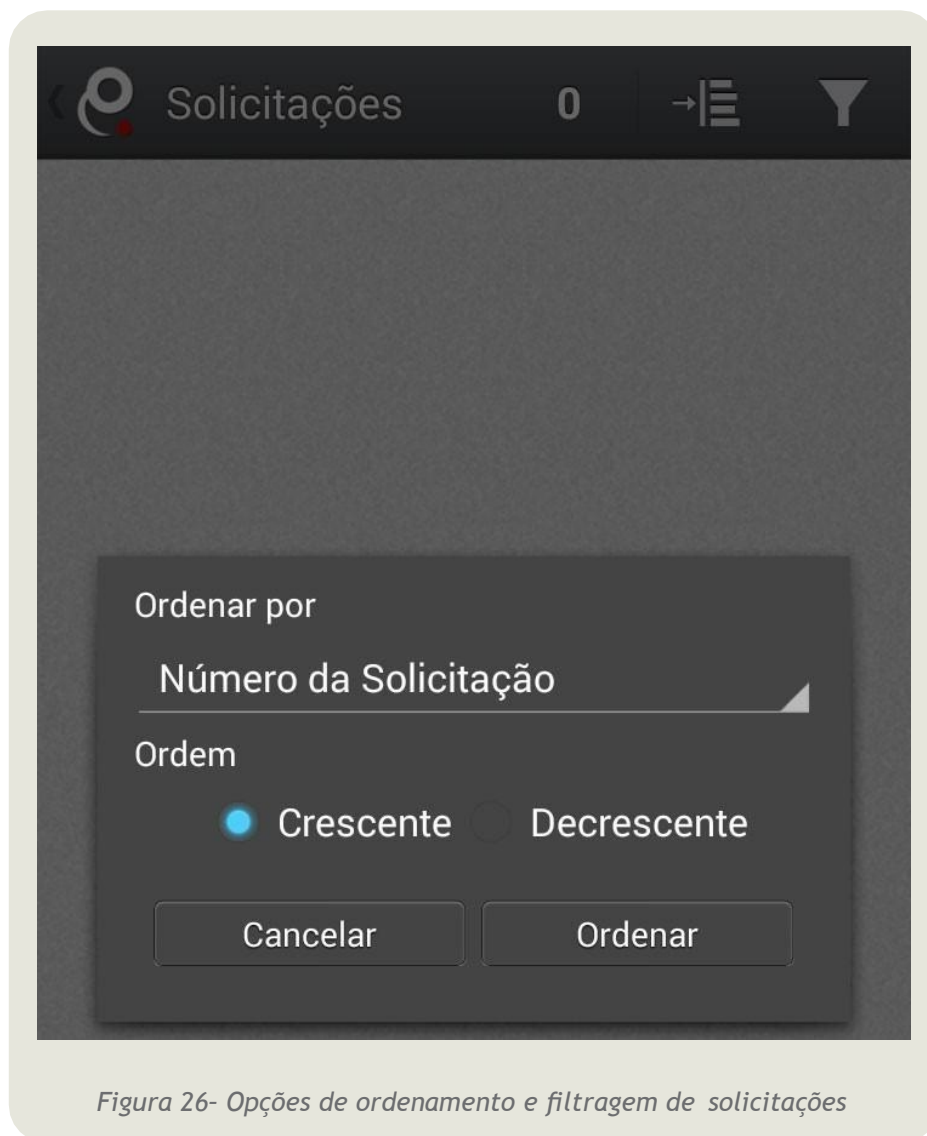 Solicitações 0
Ordenar por
Número da Solicitação
Ordem
Crescente Decrescente
Cancelar Ordenar
Figura 26– Opções de ordenamento e filtragem de solicitações